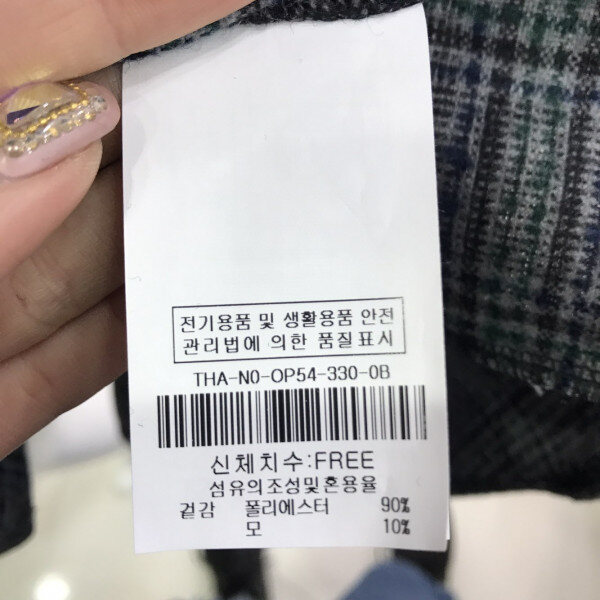 전기용품 및 생활용품 안전
관리법에 의한 품질표시
THA-N0-OP54-330-0B
신체치수:FREE
섬유의조성및혼용율
겉감 폴리에스터 90%
모 10%